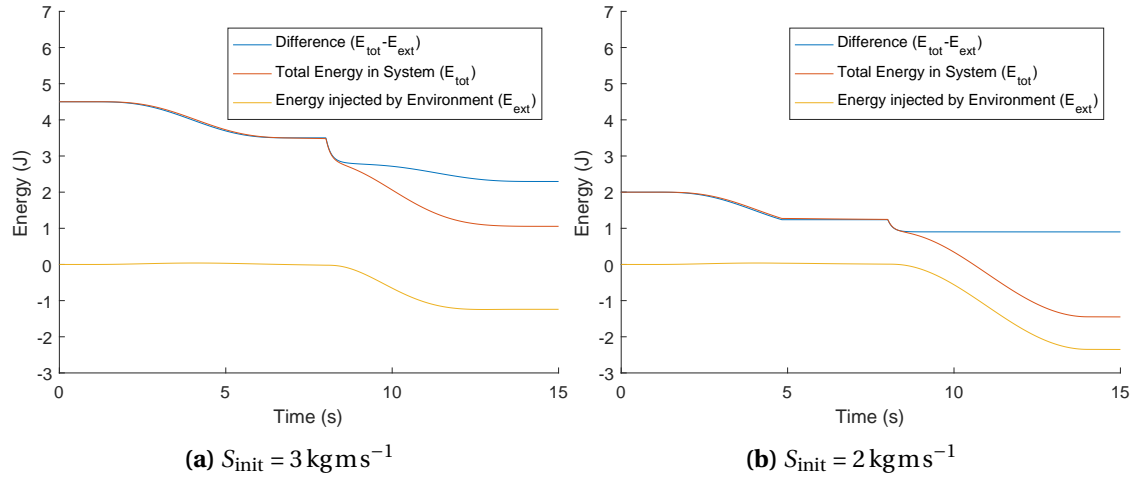 7
6
5
4
3
2
1
0
-1
-2
-3
Energy (J)
Difference (E_tot-E_ext)
Total Energy in System (E_tot)
Energy injected by Environment (E_ext)
0 5 10 15
Time (s)
(a) S_init = 3 kg m s⁻¹
7
6
5
4
3
2
1
0
-1
-2
-3
Energy (J)
Difference (E_tot-E_ext)
Total Energy in System (E_tot)
Energy injected by Environment (E_ext)
0 5 10 15
Time (s)
(b) S_init = 2 kg m s⁻¹